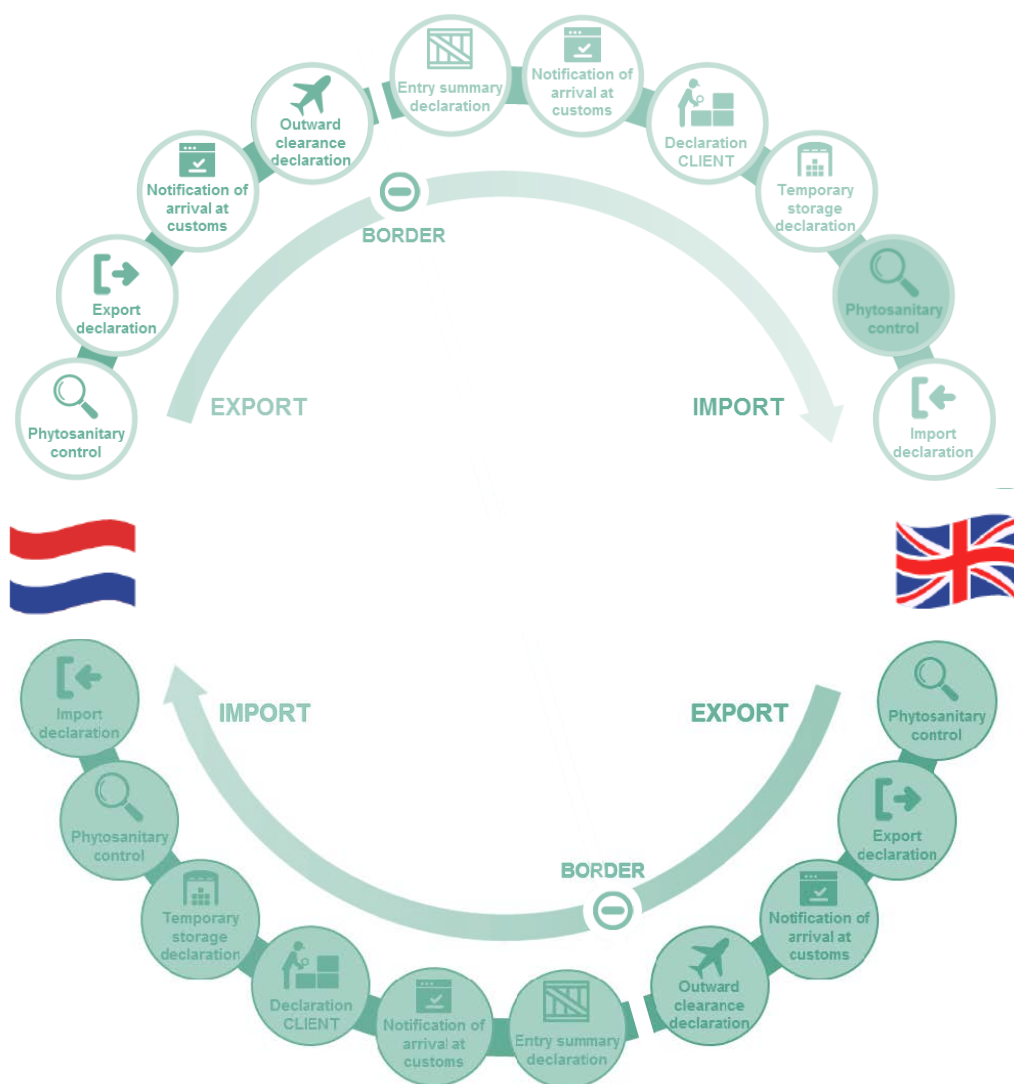 Entry summary
declaration
Notification of
arrival at
customs
Outward
clearance
declaration
Declaration
CLIENT
Notification of
arrival at
customs
Temporary
storage
declaration
BORDER
Export
declaration
Phytosanitary
control
EXPORT
IMPORT
Phytosanitary
control
Import
declaration
Import
declaration
IMPORT
EXPORT
Phytosanitary
control
Phytosanitary
control
Export
declaration
BORDER
Temporary
storage
declaration
Notification of
arrival at
customs
Declaration
CLIENT
Outward
clearance
declaration
Notification of
arrival at
customs
Entry summary
declaration